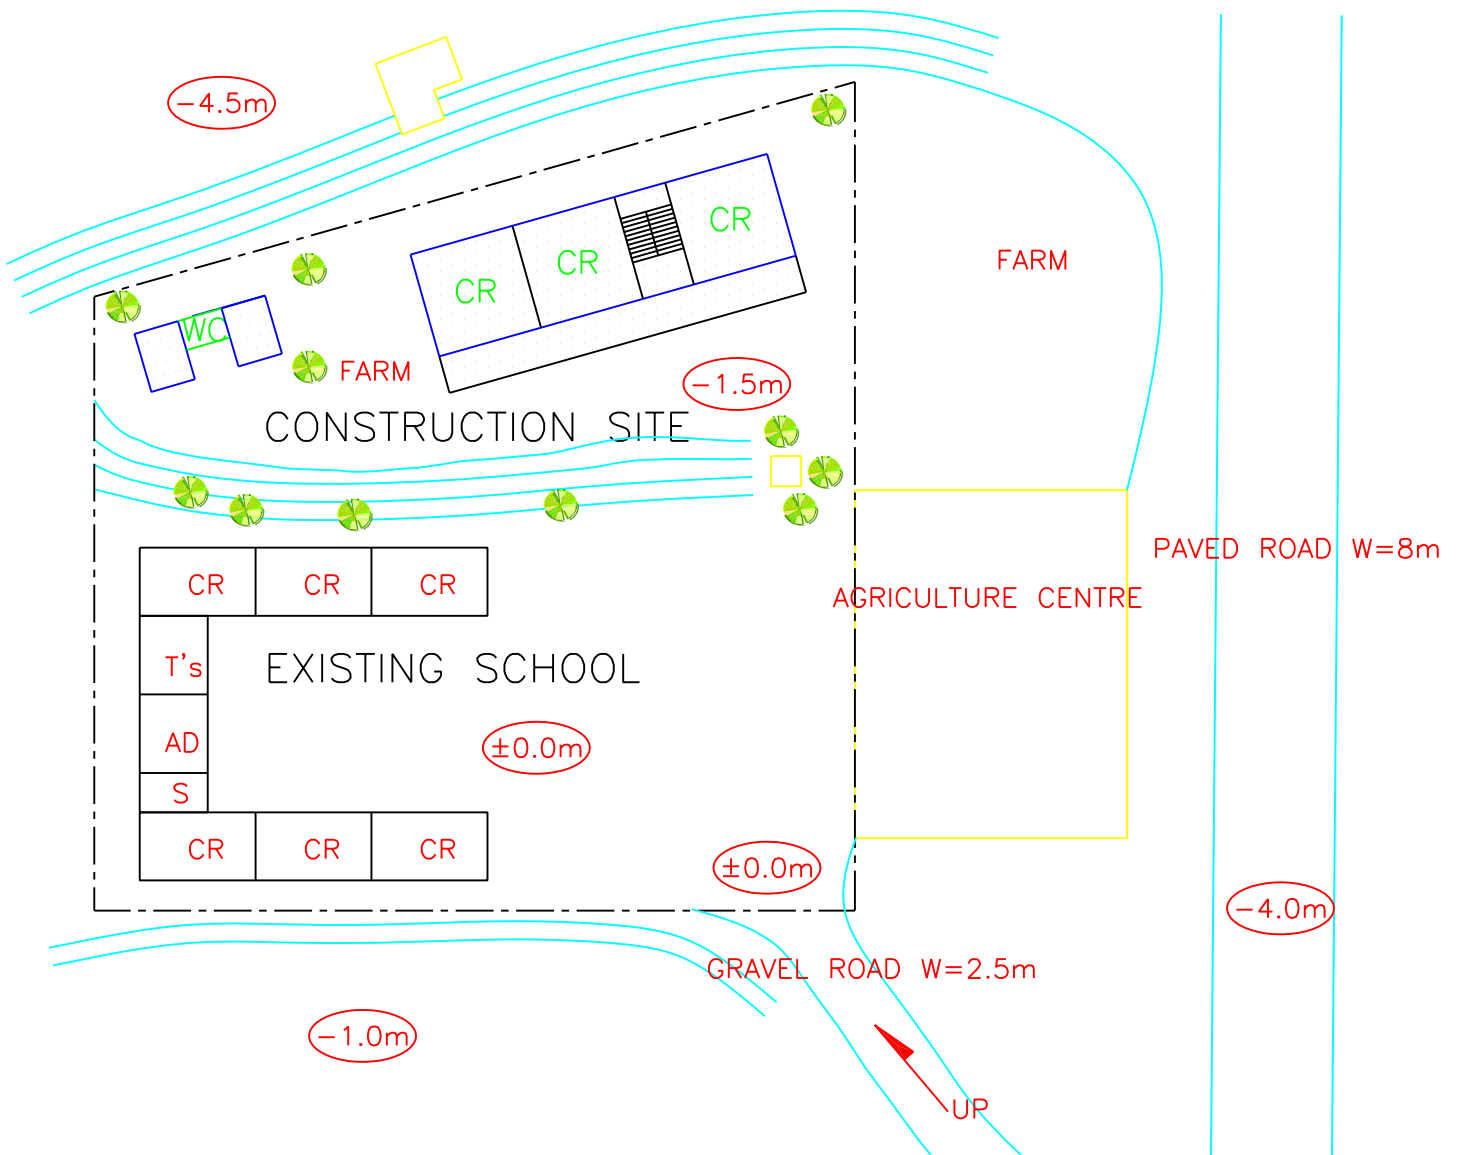 -4.5m
CR
CR
CR
FARM
WC
FARM
-1.5m
CONSTRUCTION SITE
PAVED ROAD W=8m
CR
CR
CR
AGRICULTURE CENTRE
T's
EXISTING SCHOOL
AD
±0.0m
S
CR
CR
CR
±0.0m
-4.0m
GRAVEL ROAD W=2.5m
-1.0m
UP